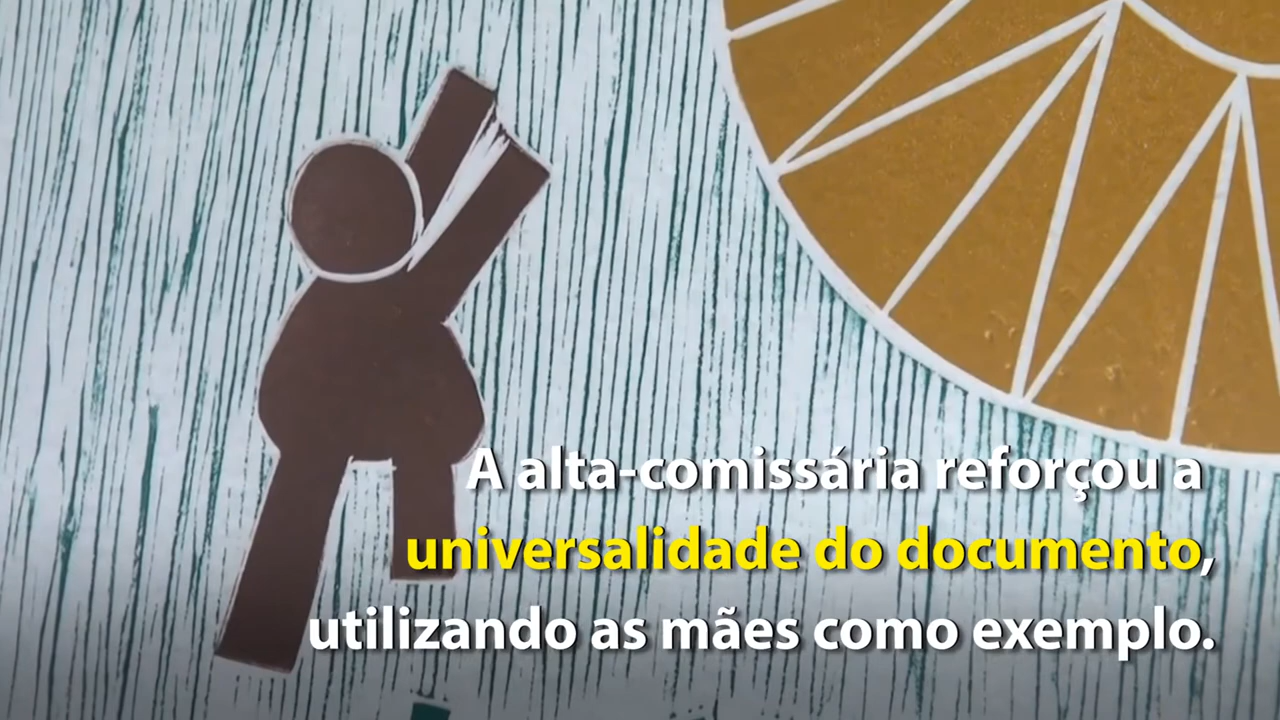 A alta-comissária reforçou a
universalidade do documento,
utilizando as mães como exemplo.